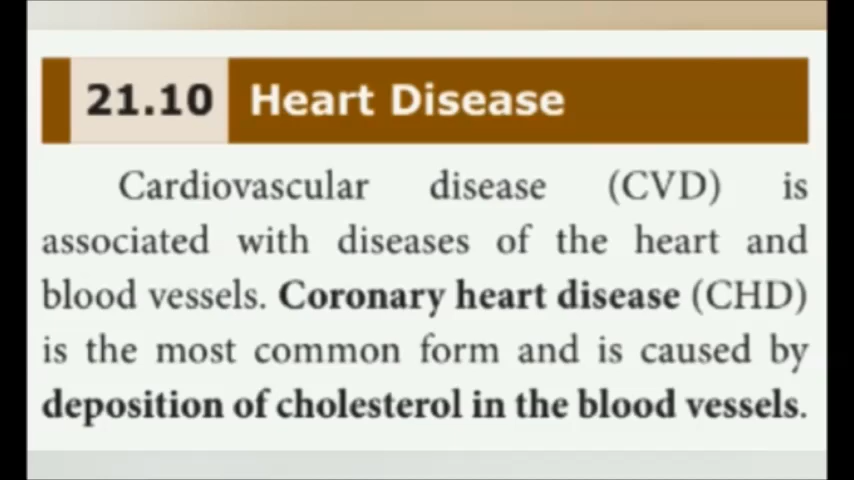 21.10 Heart Disease
Cardiovascular disease (CVD) is
associated with diseases of the heart and
blood vessels. Coronary heart disease (CHD)
is the most common form and is caused by
deposition of cholesterol in the blood vessels.